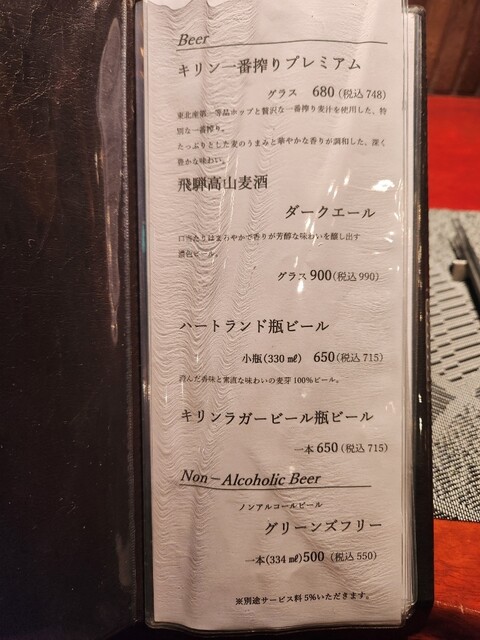 Beer
キリン一番搾りプレミアム
グラス 680 (税込 748)
東北産第一等品ホップと贅沢な一番搾り麦汁を使用した、特
別な一番搾り。
たっぷりとした麦のうまみと華やかな香りが調和した、深く
豊かな味わい。
飛騨高山麦酒
ダークエール
口当たりはまろやかで香りが芳醇な味わいを醸し出す
濃色ビール。
グラス 900(税込 990)
ハートランド瓶ビール
小瓶(330 ㎖) 650(税込 715)
澄んだ香味と素直な味わいの麦芽 100%ビール。
キリンラガービール瓶ビール
一本 650 (税込 715)
Non－Alcoholic Beer
ノンアルコールビール
グリーンズフリー
一本(334 ㎖)500 (税込 550)
※別途サービス料 5%いただきます。